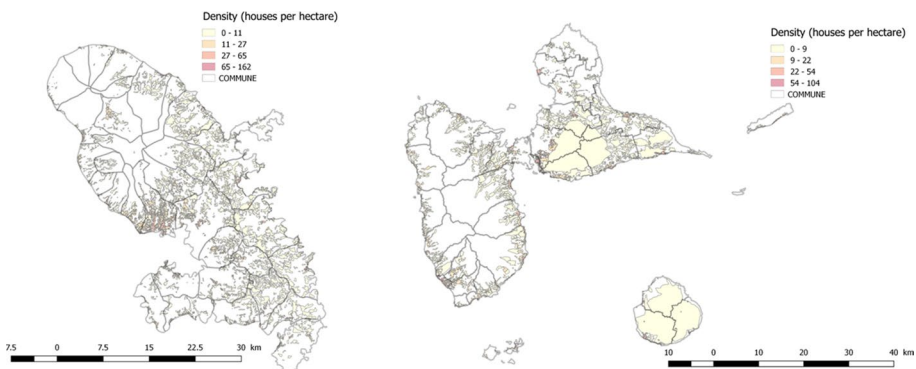 Density (houses per hectare)
0 - 11
11 - 27
27 - 65
65 - 162
COMMUNE
7.5 0 7.5 15 22.5 30 km
Density (houses per hectare)
0 - 9
9 - 22
22 - 54
54 - 104
COMMUNE
10 0 10 20 30 40 km